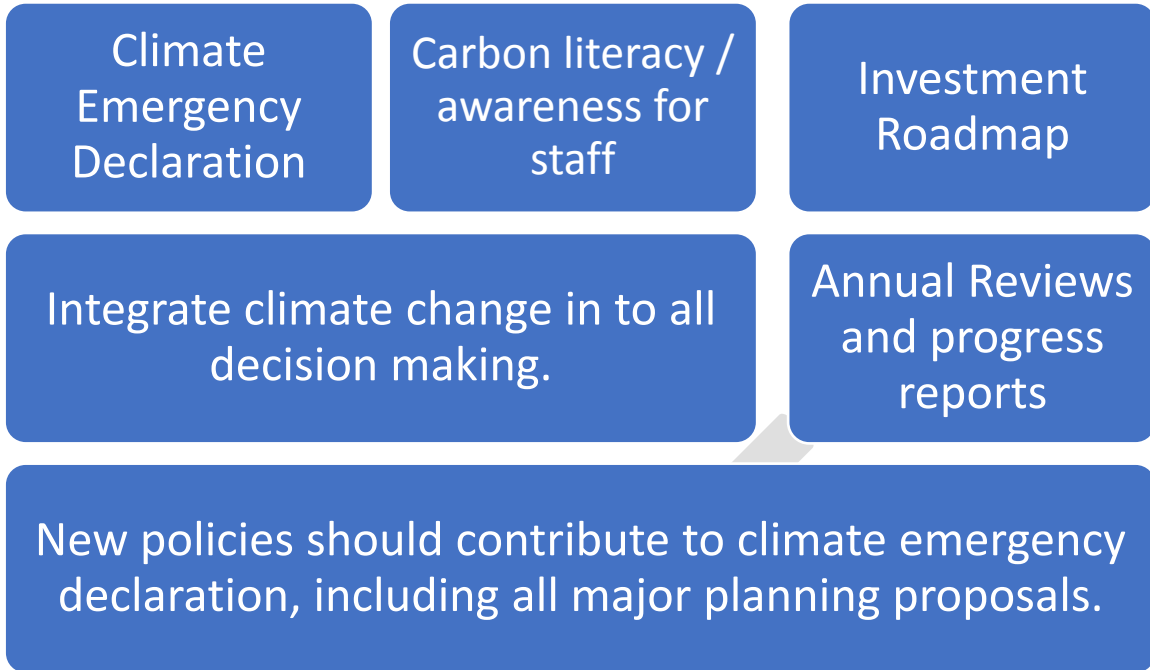 Climate
Emergency
Declaration
Carbon literacy /
awareness for
staff
Investment
Roadmap
Integrate climate change in to all
decision making.
Annual Reviews
and progress
reports
New policies should contribute to climate emergency
declaration, including all major planning proposals.